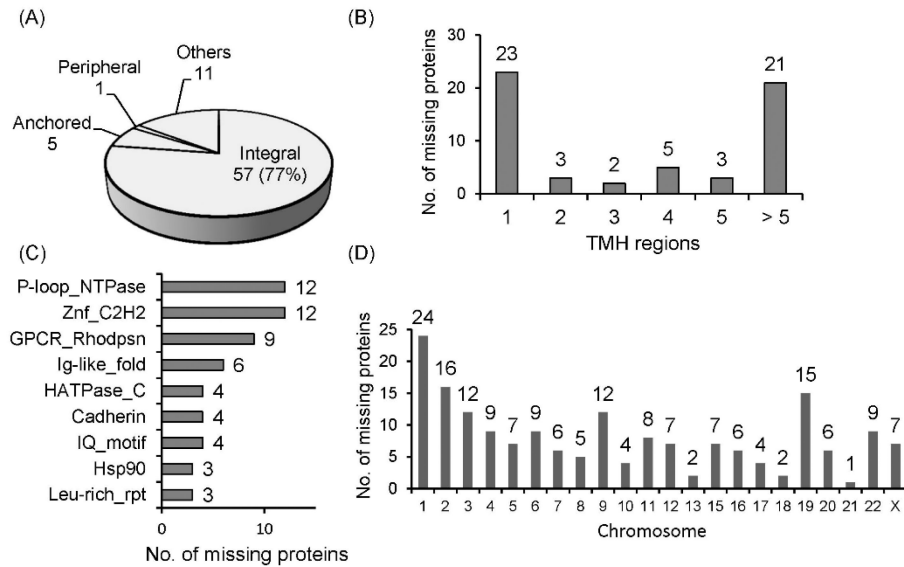 (A)
Others
11
Peripheral
1
Anchored
5
Integral
57 (77%)
(B)
No. of missing proteins
30
20
10
0
23
3
2
5
3
21
1 2 3 4 5 > 5
TMH regions
(C)
P-loop_NTPase 12
Znf_C2H2 12
GPCR_Rhodpsn 9
Ig-like_fold 6
HATPase_C 4
Cadherin 4
IQ_motif 4
Hsp90 3
Leu-rich_rpt 3
0 10
No. of missing proteins
(D)
No. of missing proteins
25
20
15
10
5
0
24 16 12 9 7 9 6 5 12 4 8 7 2 7 6 4 2 15 6 1 9 7
1 2 3 4 5 6 7 8 9 10 11 12 13 15 16 17 18 19 20 21 22 X
Chromosome